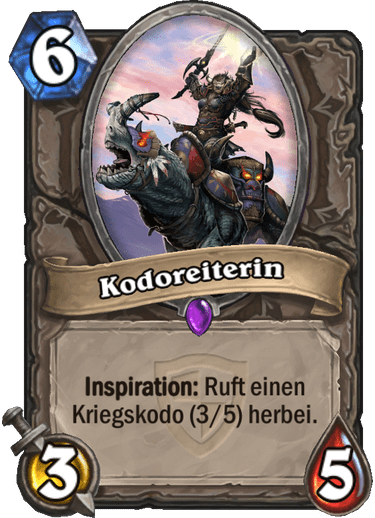 6
Kodoreiterin
Inspiration: Ruft einen
Kriegskodo (3/5) herbei.
3
5